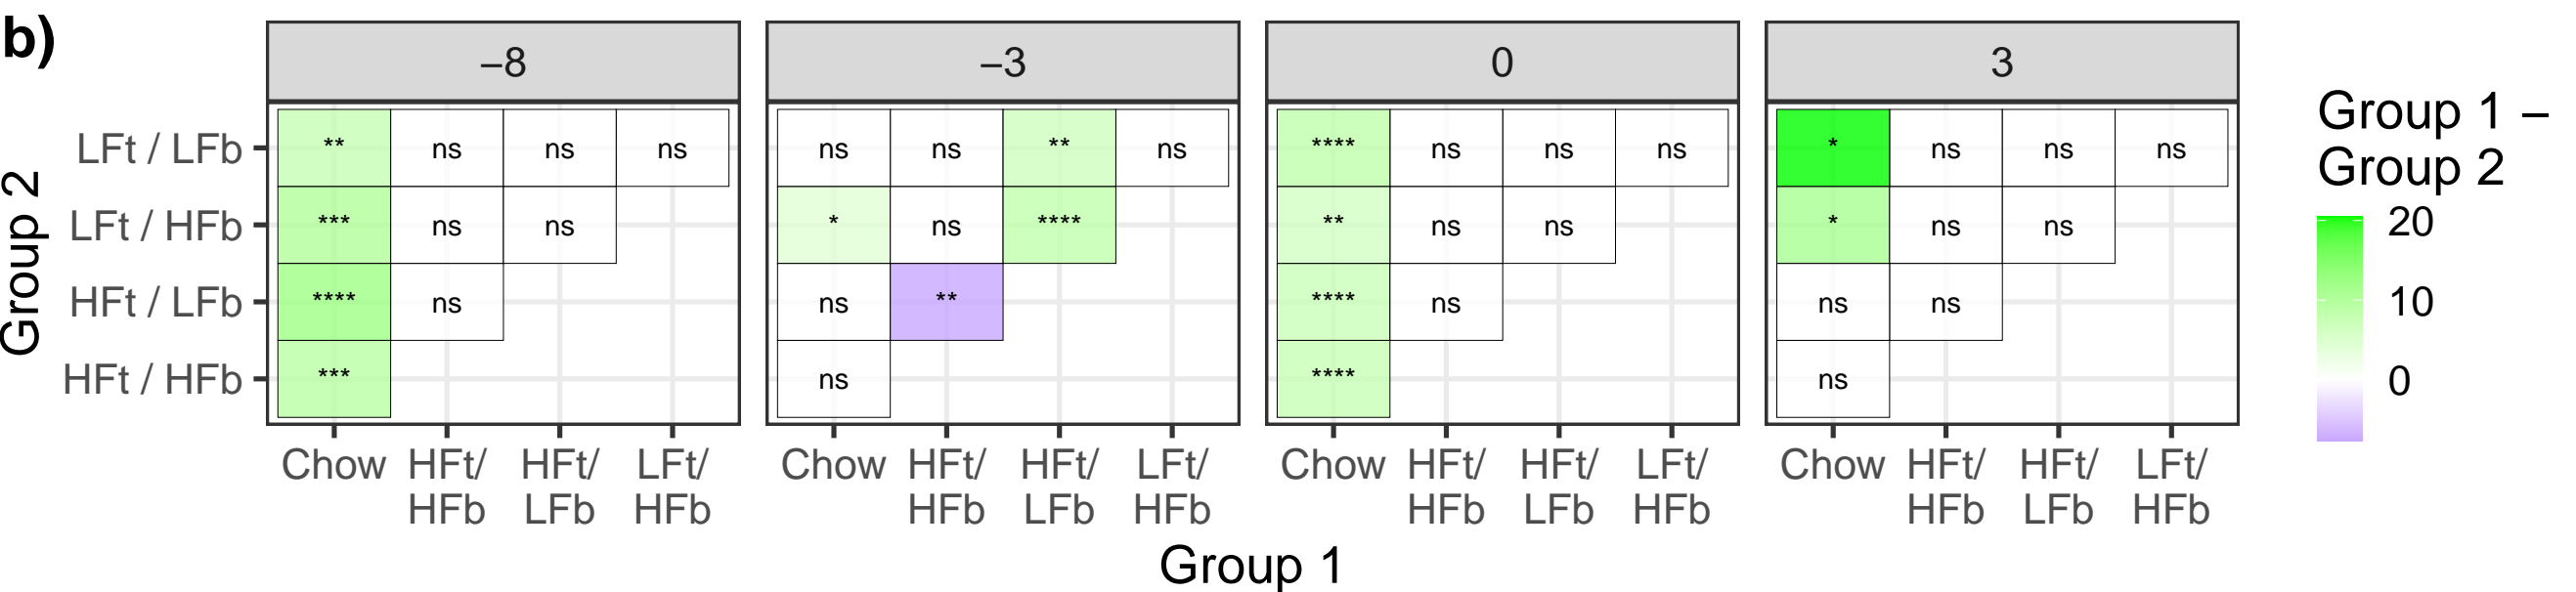 b)
−8 −3 0 3
Group 1 −
Group 2
20
10
0
Group 2
LFt / LFb ** ns ns ns ns ns ** ns **** ns ns ns * ns ns ns
LFt / HFb *** ns ns * ns **** ** ns ns * ns ns
HFt / LFb **** ns ns ** **** ns ns ns
HFt / HFb *** ns **** ns
Chow HFt/ HFt/ LFt/ Chow HFt/ HFt/ LFt/ Chow HFt/ HFt/ LFt/ Chow HFt/ HFt/ LFt/
HFb LFb HFb HFb LFb HFb HFb LFb HFb HFb LFb HFb
Group 1